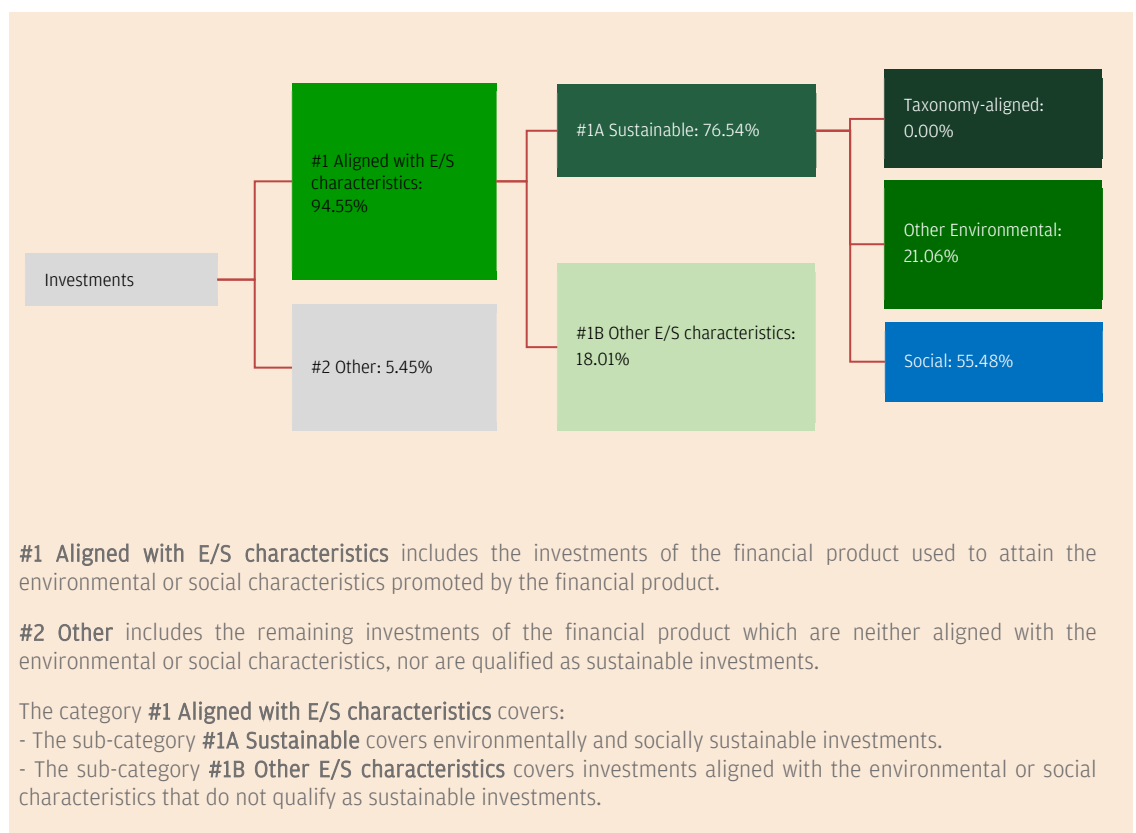 Investments
#1 Aligned with E/S
characteristics:
94.55%
#2 Other: 5.45%
#1A Sustainable: 76.54%
#1B Other E/S characteristics:
18.01%
Taxonomy-aligned:
0.00%
Other Environmental:
21.06%
Social: 55.48%
#1 Aligned with E/S characteristics includes the investments of the financial product used to attain the
environmental or social characteristics promoted by the financial product.
#2 Other includes the remaining investments of the financial product which are neither aligned with the
environmental or social characteristics, nor are qualified as sustainable investments.
The category #1 Aligned with E/S characteristics covers:
- The sub-category #1A Sustainable covers environmentally and socially sustainable investments.
- The sub-category #1B Other E/S characteristics covers investments aligned with the environmental or social
characteristics that do not qualify as sustainable investments.